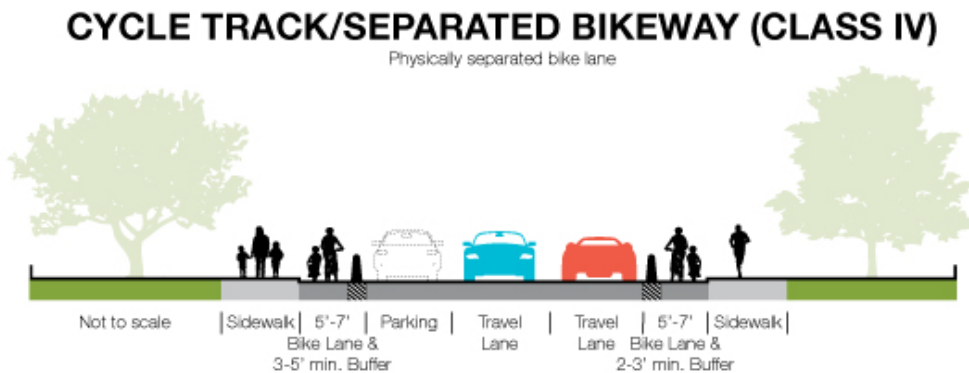 CYCLE TRACK/SEPARATED BIKEWAY (CLASS IV)
Physically separated bike lane
Not to scale
Sidewalk
5'-7'
Bike Lane &
3-5' min. Buffer
Parking
Travel
Lane
Travel
Lane
5'-7'
Bike Lane &
2-3' min. Buffer
Sidewalk